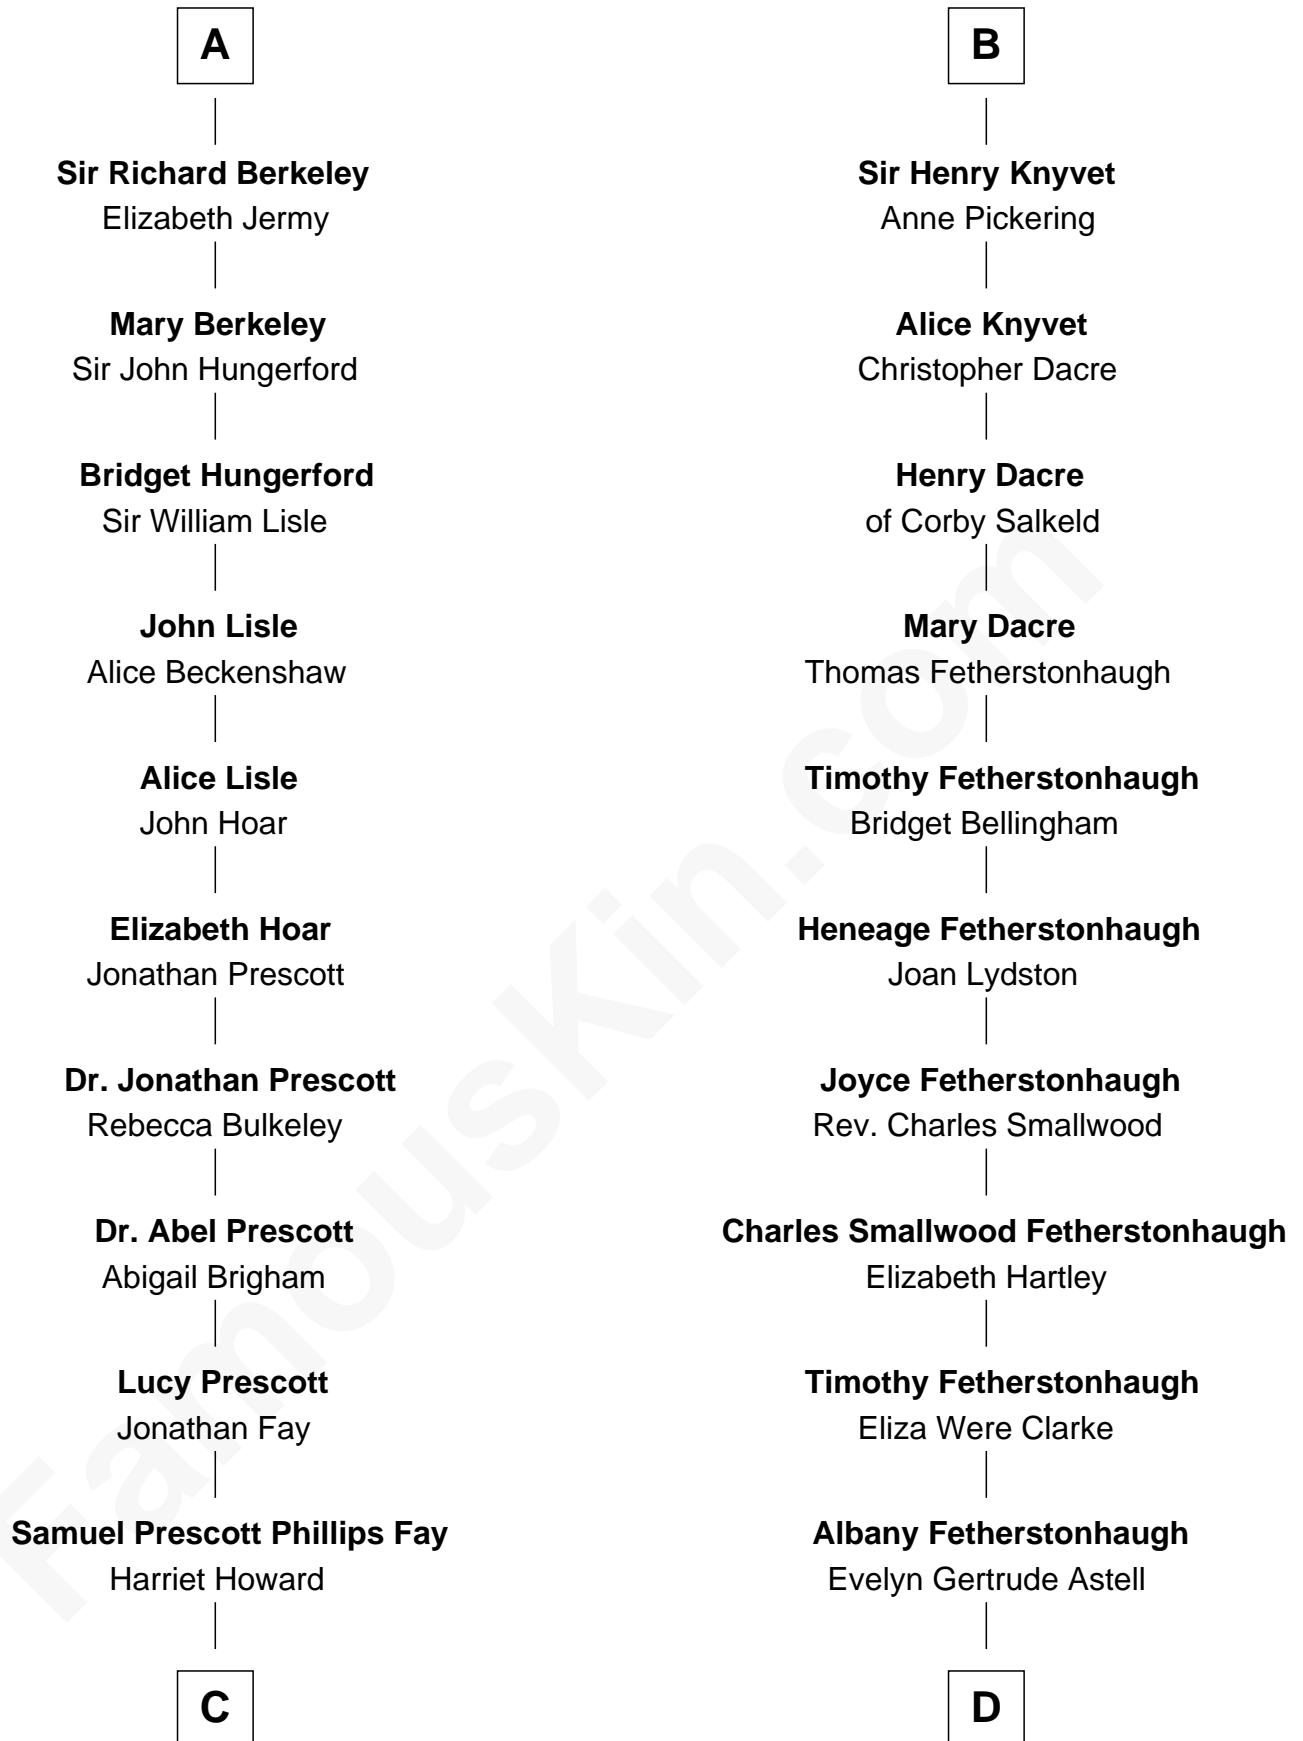 A
Sir Richard Berkeley
Elizabeth Jermy
Mary Berkeley
Sir John Hungerford
Bridget Hungerford
Sir William Lisle
John Lisle
Alice Beckenshaw
Alice Lisle
John Hoar
Elizabeth Hoar
Jonathan Prescott
Dr. Jonathan Prescott
Rebecca Bulkeley
Dr. Abel Prescott
Abigail Brigham
Lucy Prescott
Jonathan Fay
Samuel Prescott Phillips Fay
Harriet Howard
C
B
Sir Henry Knyvet
Anne Pickering
Alice Knyvet
Christopher Dacre
Henry Dacre
of Corby Salkeld
Mary Dacre
Thomas Fetherstonhaugh
Timothy Fetherstonhaugh
Bridget Bellingham
Heneage Fetherstonhaugh
Joan Lydston
Joyce Fetherstonhaugh
Rev. Charles Smallwood
Charles Smallwood Fetherstonhaugh
Elizabeth Hartley
Timothy Fetherstonhaugh
Eliza Were Clarke
Albany Fetherstonhaugh
Evelyn Gertrude Astell
D
FamousKin.com